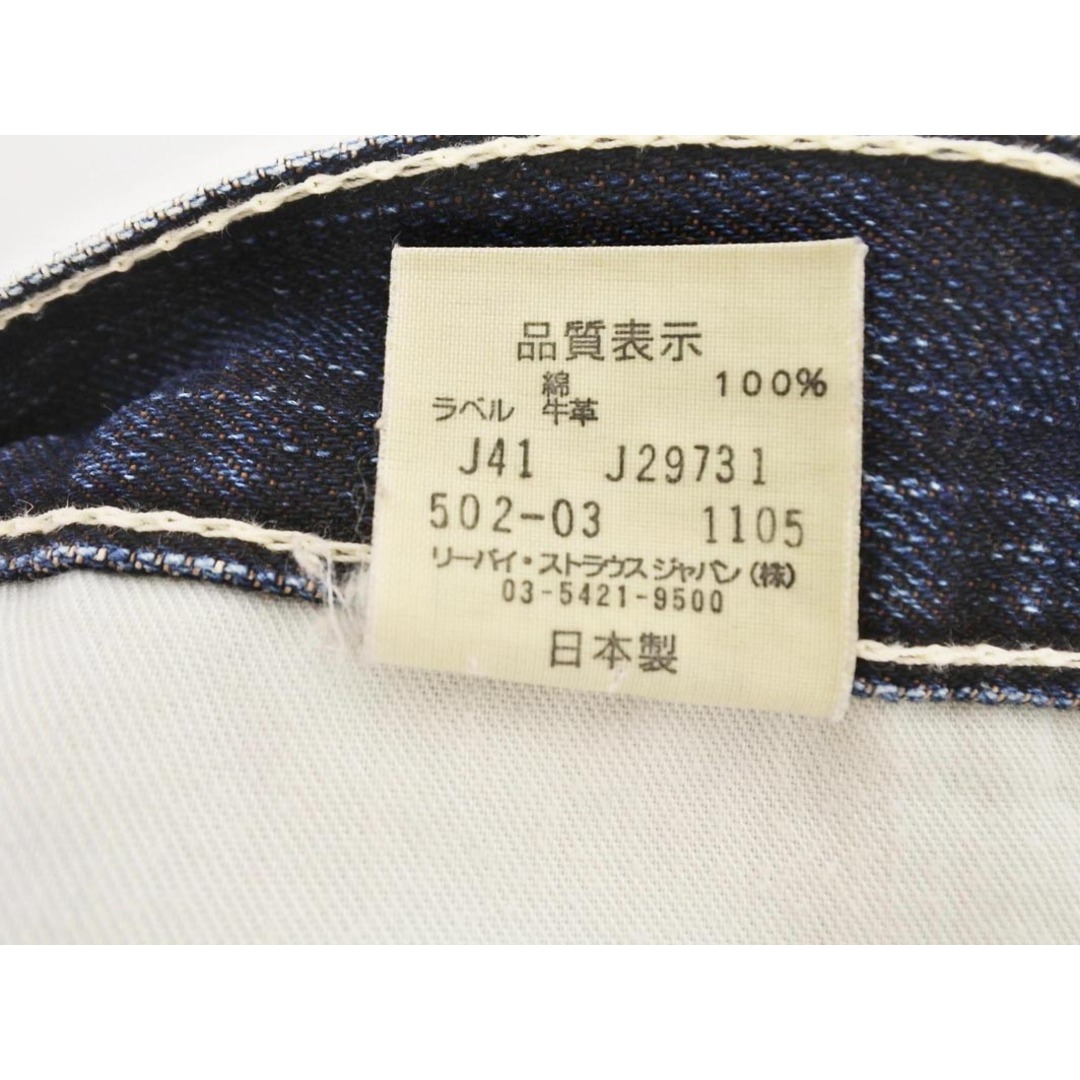 品質表示
綿 100%
ラベル 牛革
J41 J29731
502-03 1105
リーバイ・ストラウス ジャパン(株)
03-5421-9500
日本製